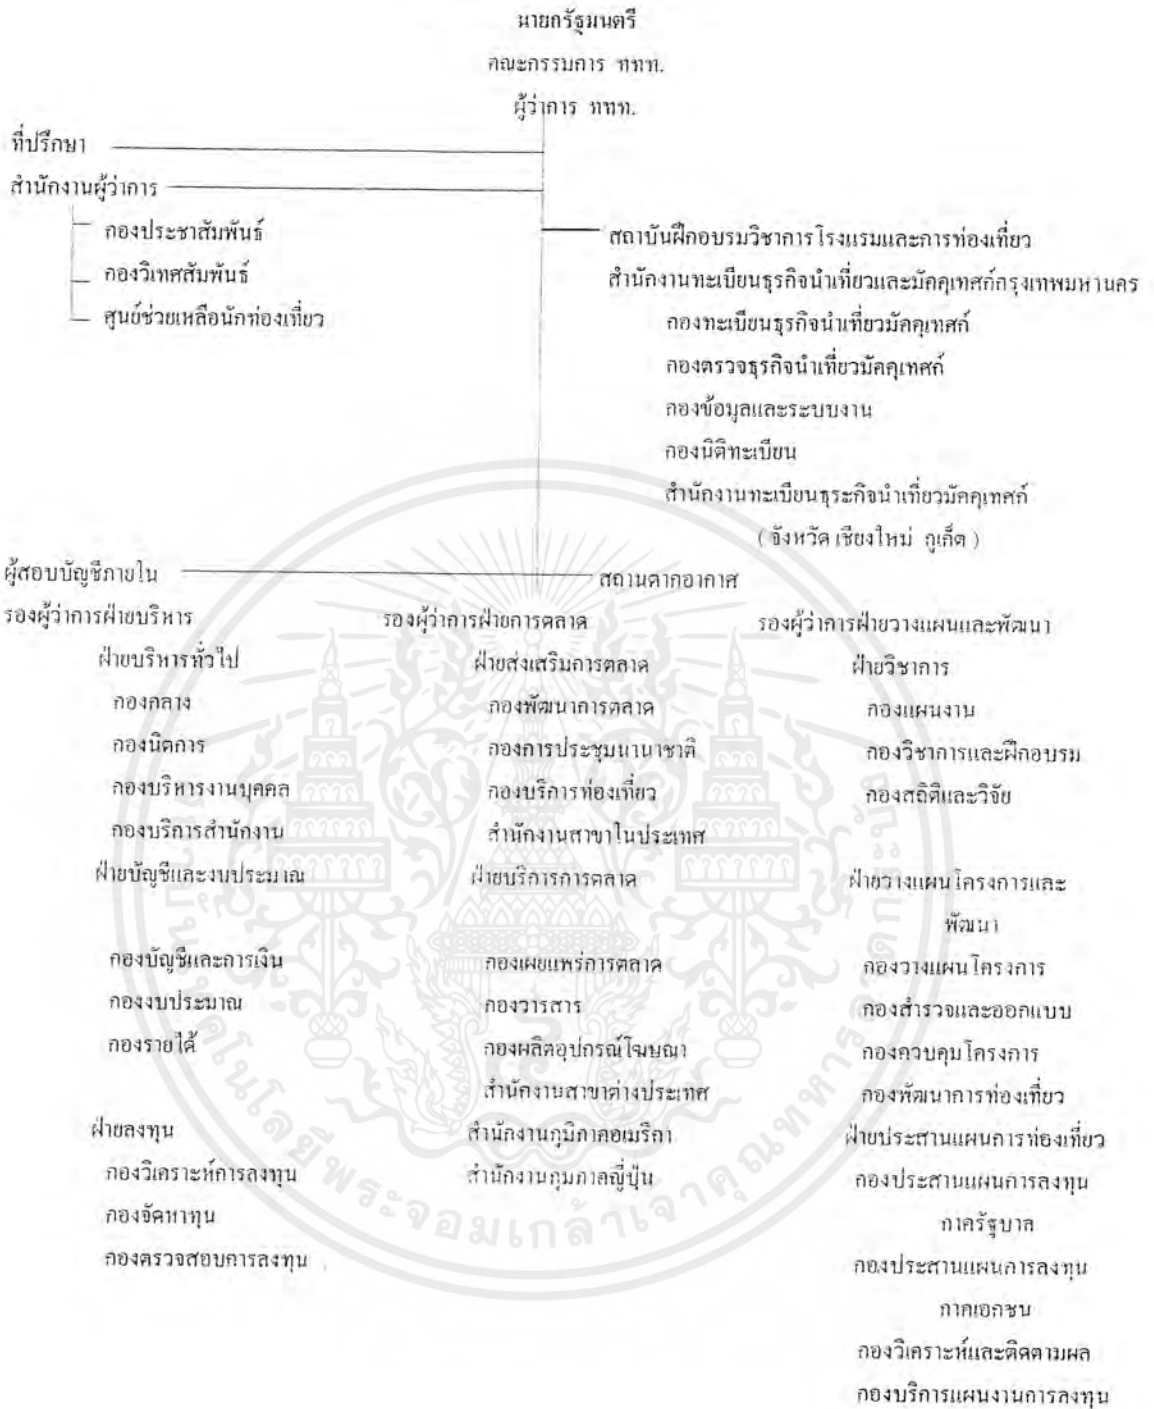 นายกรัฐมนตรี
คณะกรรมการ ททท.
ผู้ว่าการ ททท.
ที่ปรึกษา
สำนักงานผู้ว่าการ
กองประชาสัมพันธ์
กองวิเทศสัมพันธ์
ศูนย์ช่วยเหลือนักท่องเที่ยว
สถาบันฝึกอบรมวิชาการโรงแรมและการท่องเที่ยว
สำนักงานทะเบียนธุรกิจนำเที่ยวและมัคคุเทศก์กรุงเทพมหานคร
กองทะเบียนธุรกิจนำเที่ยวมัคคุเทศก์
กองตรวจธุรกิจนำเที่ยวมัคคุเทศก์
กองข้อมูลและระบบงาน
กองนิติทะเบียน
สำนักงานทะเบียนธุระกิจนำเที่ยวมัคคุเทศก์
( จังหวัด เชียงใหม่ ภูเก็ต )
ผู้สอบบัญชีภายใน
สถานตากอากาศ
รองผู้ว่าการฝ่ายบริหาร
ฝ่ายบริหารทั่วไป
กองกลาง
กองนิตการ
กองบริหารงานบุคคล
กองบริการสำนักงาน
ฝ่ายบัญชีและงบประมาณ
กองบัญชีและการเงิน
กองงบประมาณ
กองรายได้
ฝ่ายลงทุน
กองวิเคราะห์การลงทุน
กองจัดหาทุน
กองตรวจสอบการลงทุน
รองผู้ว่าการฝ่ายการตลาด
ฝ่ายส่งเสริมการตลาด
กองพัฒนาการตลาด
กองการประชุมนานาชาติ
กองบริการท่องเที่ยว
สำนักงานสาขาในประเทศ
ฝ่ายบริการการตลาด
กองเผยแพร่การตลาด
กองวารสาร
กองผลิตอุปกรณ์โฆษณา
สำนักงานสาขาต่างประเทศ
สำนักงานภูมิภาคอเมริกา
สำนักงานภูมภาคญี่ปุ่น
รองผู้ว่าการฝ่ายวางแผนและพัฒนา
ฝ่ายวิชาการ
กองแผนงาน
กองวิชาการและฝึกอบรม
กองสถิติและวิจัย
ฝ่ายวางแผนโครงการและ
พัฒนา
กองวางแผนโครงการ
กองสำรวจและออกแบบ
กองควบคุมโครงการ
กองพัฒนาการท่องเที่ยว
ฝ่ายประสานแผนการท่องเที่ยว
กองประสานแผนการลงทุน
ภาครัฐบาล
กองประสานแผนการลงทุน
ภาคเอกชน
กองวิเคราะห์และติดตามผล
กองบริการแผนงานการลงทุน